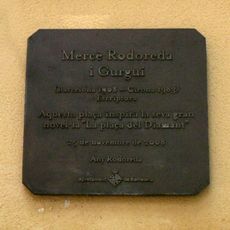 Mercè Rodoreda
i Gurguí
(Barcelona 1908 - Girona 1983)
Escriptora
Aquesta plaça inspirà la seva gran
novel·la "La plaça del Diamant"
25 de novembre de 2008
Any Rodoreda
Ajuntament de Barcelona